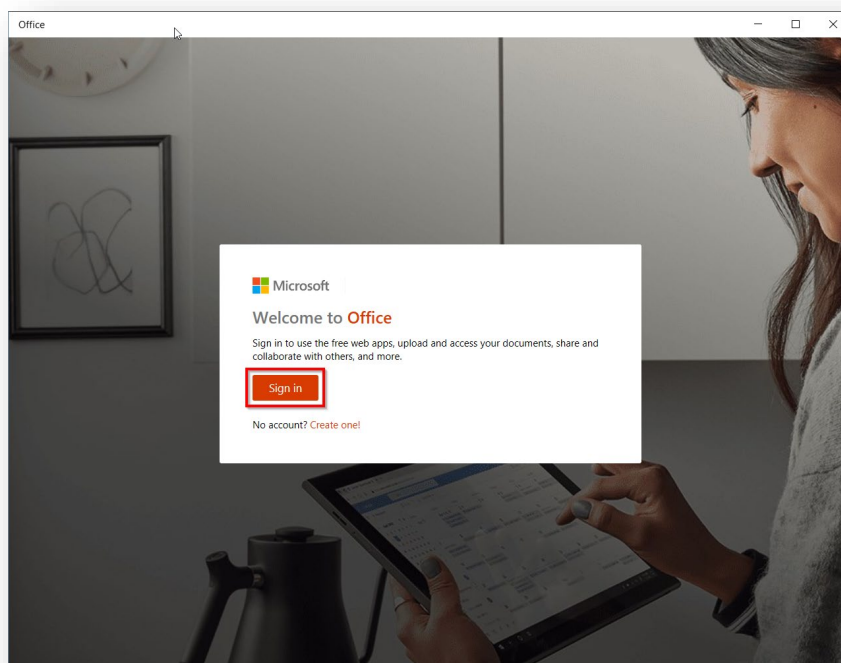 Office
Microsoft
Welcome to Office
Sign in to use the free web apps, upload and access your documents, share and
collaborate with others, and more.
Sign in
No account? Create one!